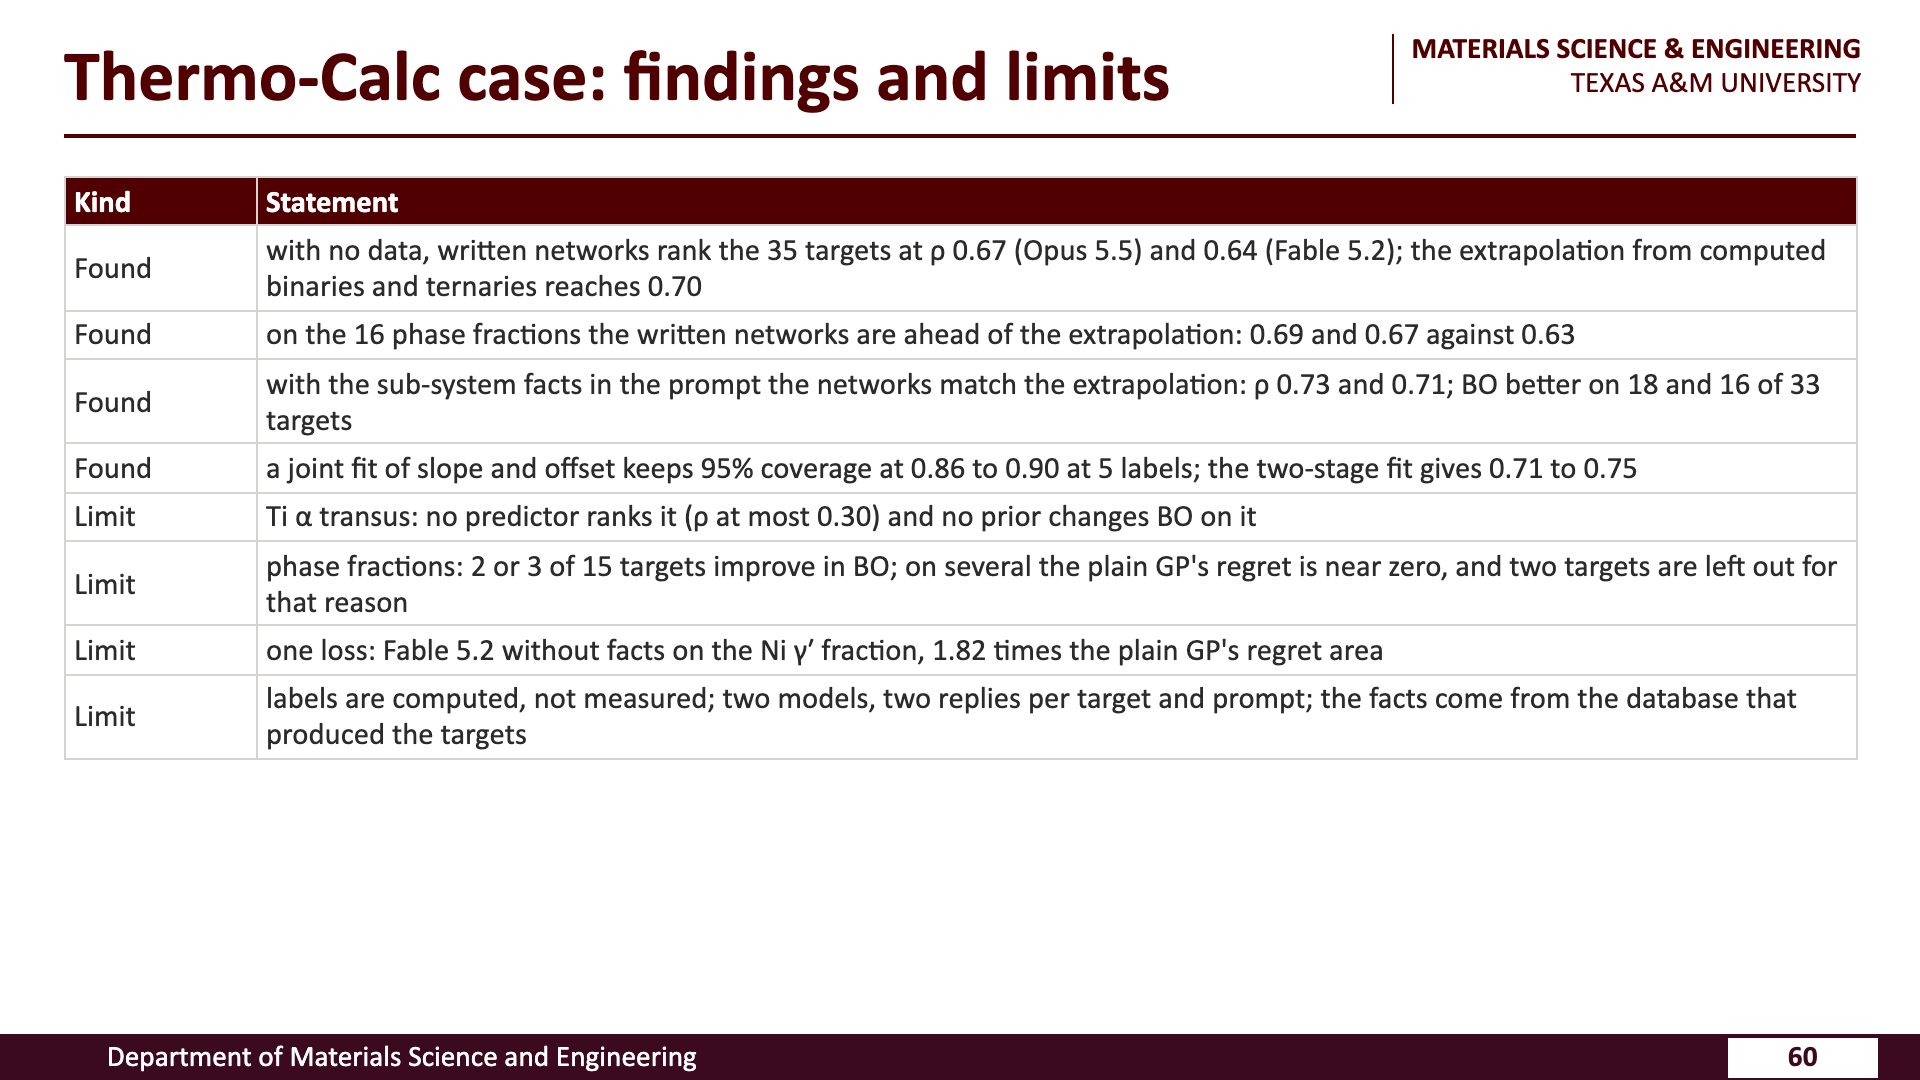 Thermo-Calc case: findings and limits
MATERIALS SCIENCE & ENGINEERING
TEXAS A&M UNIVERSITY
Kind
Statement
Found
with no data, written networks rank the 35 targets at ρ 0.67 (Opus 5.5) and 0.64 (Fable 5.2); the extrapolation from computed
binaries and ternaries reaches 0.70
Found
on the 16 phase fractions the written networks are ahead of the extrapolation: 0.69 and 0.67 against 0.63
Found
with the sub-system facts in the prompt the networks match the extrapolation: ρ 0.73 and 0.71; BO better on 18 and 16 of 33
targets
Found
a joint fit of slope and offset keeps 95% coverage at 0.86 to 0.90 at 5 labels; the two-stage fit gives 0.71 to 0.75
Limit
Ti α transus: no predictor ranks it (ρ at most 0.30) and no prior changes BO on it
Limit
phase fractions: 2 or 3 of 15 targets improve in BO; on several the plain GP's regret is near zero, and two targets are left out for
that reason
Limit
one loss: Fable 5.2 without facts on the Ni γ′ fraction, 1.82 times the plain GP's regret area
Limit
labels are computed, not measured; two models, two replies per target and prompt; the facts come from the database that
produced the targets
Department of Materials Science and Engineering
60